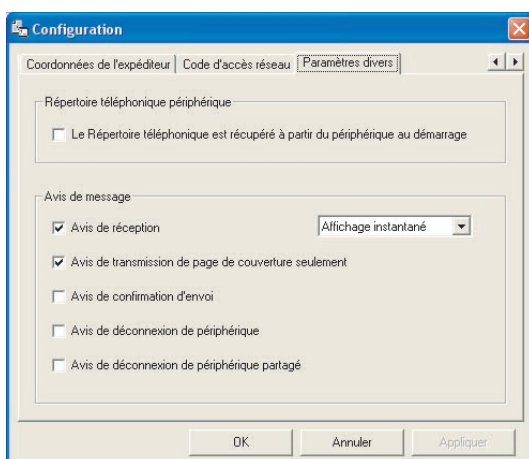 Configuration
Coordonnées de l'expéditeur Code d'accès réseau Paramètres divers
Répertoire téléphonique périphérique
Le Répertoire téléphonique est récupéré à partir du périphérique au démarrage
Avis de message
Avis de réception Affichage instantané
Avis de transmission de page de couverture seulement
Avis de confirmation d'envoi
Avis de déconnexion de périphérique
Avis de déconnexion de périphérique partagé
OK Annuler Appliquer